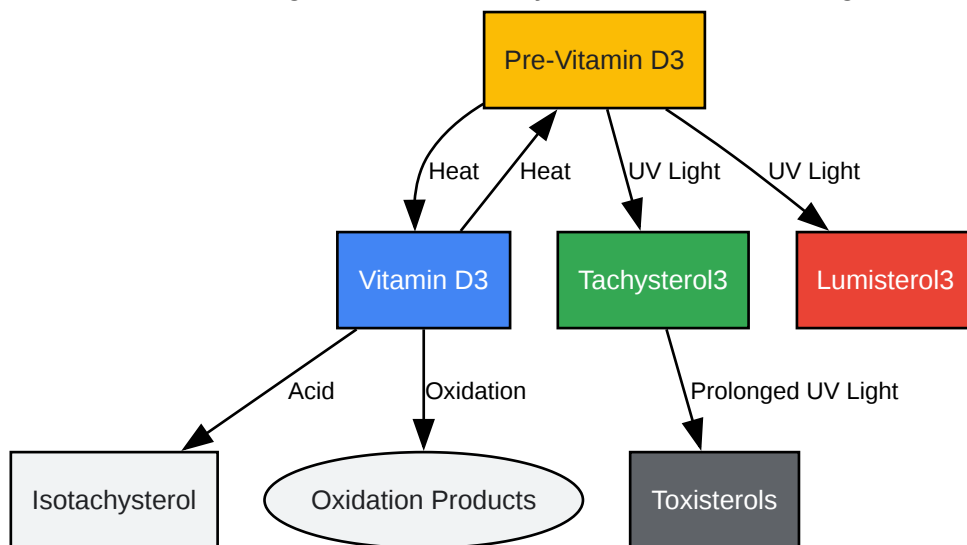 Pre-Vitamin D3
Heat
Heat
UV Light
UV Light
Vitamin D3
Tachysterol3
Lumisterol3
Acid
Oxidation
Prolonged UV Light
Isotachysterol
Oxidation Products
Toxisterols